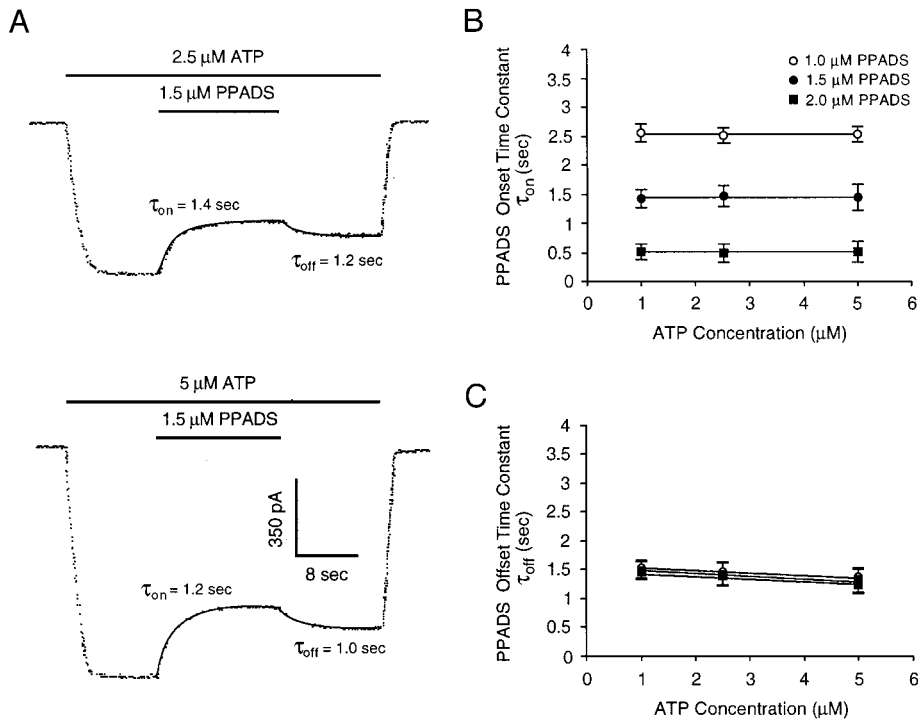 A
2.5 μM ATP
1.5 μM PPADS
τon = 1.4 sec
τoff = 1.2 sec
5 μM ATP
1.5 μM PPADS
350 pA
8 sec
τon = 1.2 sec
τoff = 1.0 sec
B
PPADS Onset Time Constant
τon (sec)
4
3.5
3
2.5
2
1.5
1
0.5
0
0 1 2 3 4 5 6
ATP Concentration (μM)
1.0 μM PPADS
1.5 μM PPADS
2.0 μM PPADS
C
PPADS Offset Time Constant
τoff (sec)
4
3.5
3
2.5
2
1.5
1
0.5
0
0 1 2 3 4 5 6
ATP Concentration (μM)